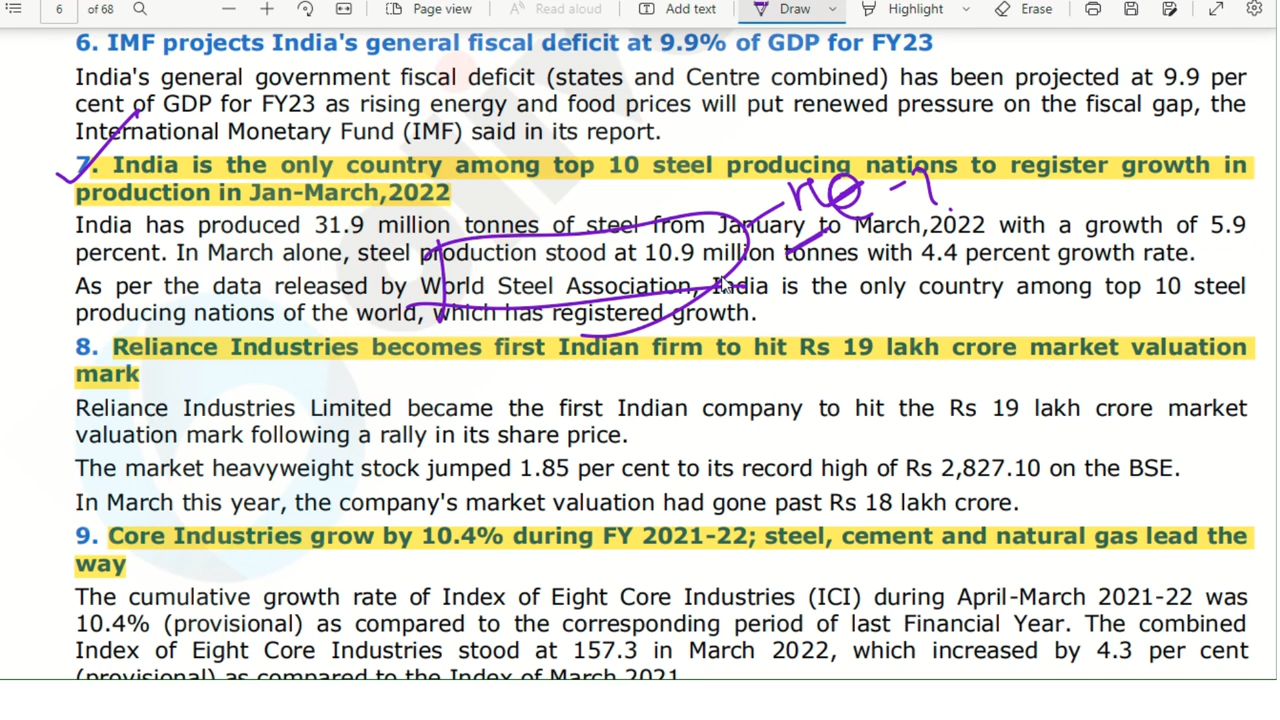 6 of 68 Page view Read aloud Add text Draw Highlight Erase
6. IMF projects India's general fiscal deficit at 9.9% of GDP for FY23
India's general government fiscal deficit (states and Centre combined) has been projected at 9.9 per
cent of GDP for FY23 as rising energy and food prices will put renewed pressure on the fiscal gap, the
International Monetary Fund (IMF) said in its report.
7. India is the only country among top 10 steel producing nations to register growth in
production in Jan-March,2022
India has produced 31.9 million tonnes of steel from January to March,2022 with a growth of 5.9
percent. In March alone, steel production stood at 10.9 million tonnes with 4.4 percent growth rate.
As per the data released by World Steel Association, India is the only country among top 10 steel
producing nations of the world, which has registered growth.
8. Reliance Industries becomes first Indian firm to hit Rs 19 lakh crore market valuation
mark
Reliance Industries Limited became the first Indian company to hit the Rs 19 lakh crore market
valuation mark following a rally in its share price.
The market heavyweight stock jumped 1.85 per cent to its record high of Rs 2,827.10 on the BSE.
In March this year, the company's market valuation had gone past Rs 18 lakh crore.
9. Core Industries grow by 10.4% during FY 2021-22; steel, cement and natural gas lead the
way
The cumulative growth rate of Index of Eight Core Industries (ICI) during April-March 2021-22 was
10.4% (provisional) as compared to the corresponding period of last Financial Year. The combined
Index of Eight Core Industries stood at 157.3 in March 2022, which increased by 4.3 per cent
(provisional) as compared to the Index of March 2021.